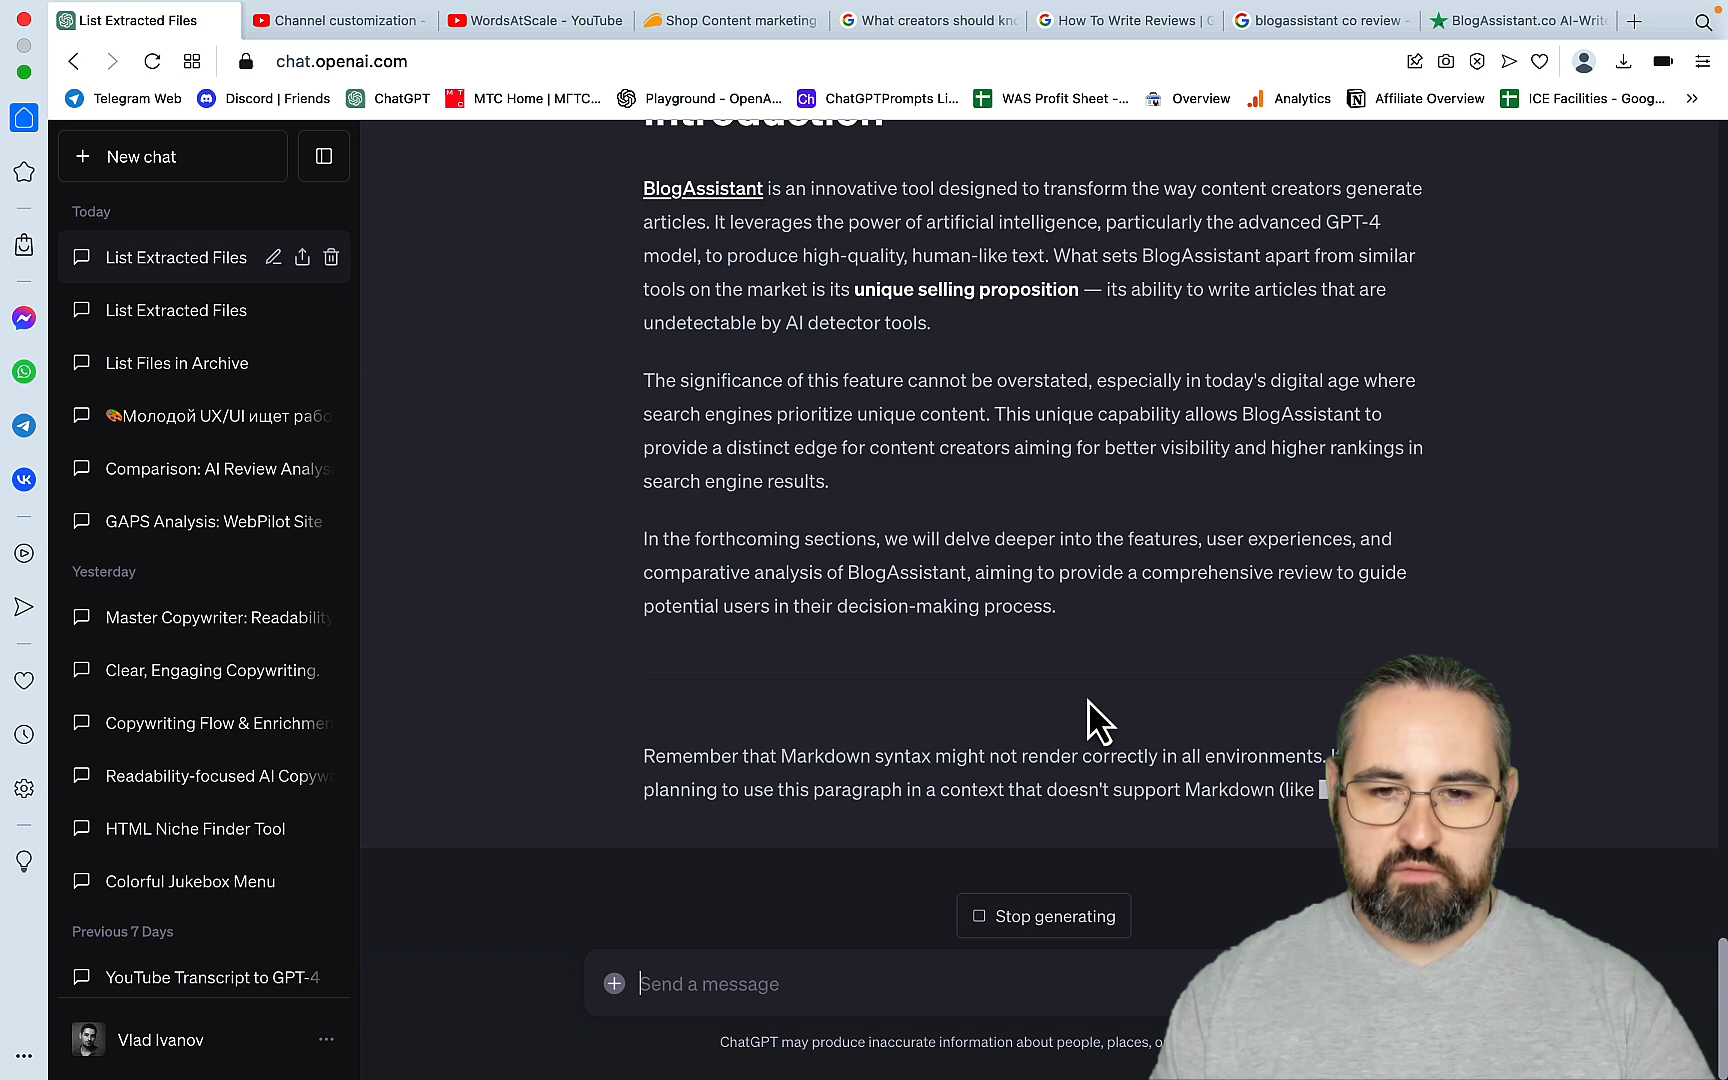 List Extracted Files
Channel customization -
WordsAtScale - YouTube
Shop Content marketing
What creators should kn
How To Write Reviews | G
blogassistant co review -
BlogAssistant.co AI-Write
chat.openai.com
Telegram Web
Discord | Friends
ChatGPT
МТС Home | МГТС...
Playground - OpenA...
Ch
ChatGPTPrompts Li...
WAS Profit Sheet -...
Overview
Analytics
Affiliate Overview
ICE Facilities - Goog...
New chat
Today
List Extracted Files
List Extracted Files
List Files in Archive
🎨Молодой UX/UI ищет рабо
Comparison: AI Review Analys
GAPS Analysis: WebPilot Site
Yesterday
Master Copywriter: Readability
Clear, Engaging Copywriting.
Copywriting Flow & Enrichmen
Readability-focused AI Copyw
HTML Niche Finder Tool
Colorful Jukebox Menu
Previous 7 Days
YouTube Transcript to GPT-4
Vlad Ivanov
Introduction
BlogAssistant is an innovative tool designed to transform the way content creators generate
articles. It leverages the power of artificial intelligence, particularly the advanced GPT-4
model, to produce high-quality, human-like text. What sets BlogAssistant apart from similar
tools on the market is its unique selling proposition — its ability to write articles that are
undetectable by AI detector tools.
The significance of this feature cannot be overstated, especially in today's digital age where
search engines prioritize unique content. This unique capability allows BlogAssistant to
provide a distinct edge for content creators aiming for better visibility and higher rankings in
search engine results.
In the forthcoming sections, we will delve deeper into the features, user experiences, and
comparative analysis of BlogAssistant, aiming to provide a comprehensive review to guide
potential users in their decision-making process.
Remember that Markdown syntax might not render correctly in all environments.
planning to use this paragraph in a context that doesn't support Markdown (like
Stop generating
Send a message
ChatGPT may produce inaccurate information about people, places, o